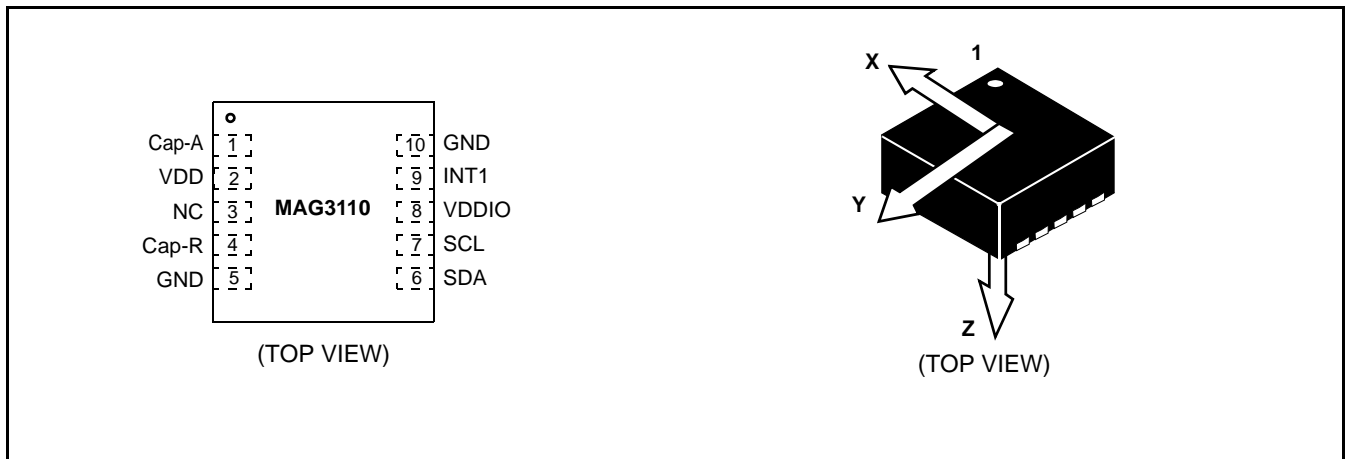 Cap-A 1 10 GND
VDD 2 9 INT1
NC 3 MAG3110 8 VDDIO
Cap-R 4 7 SCL
GND 5 6 SDA
(TOP VIEW)
1
X
Y
Z
(TOP VIEW)